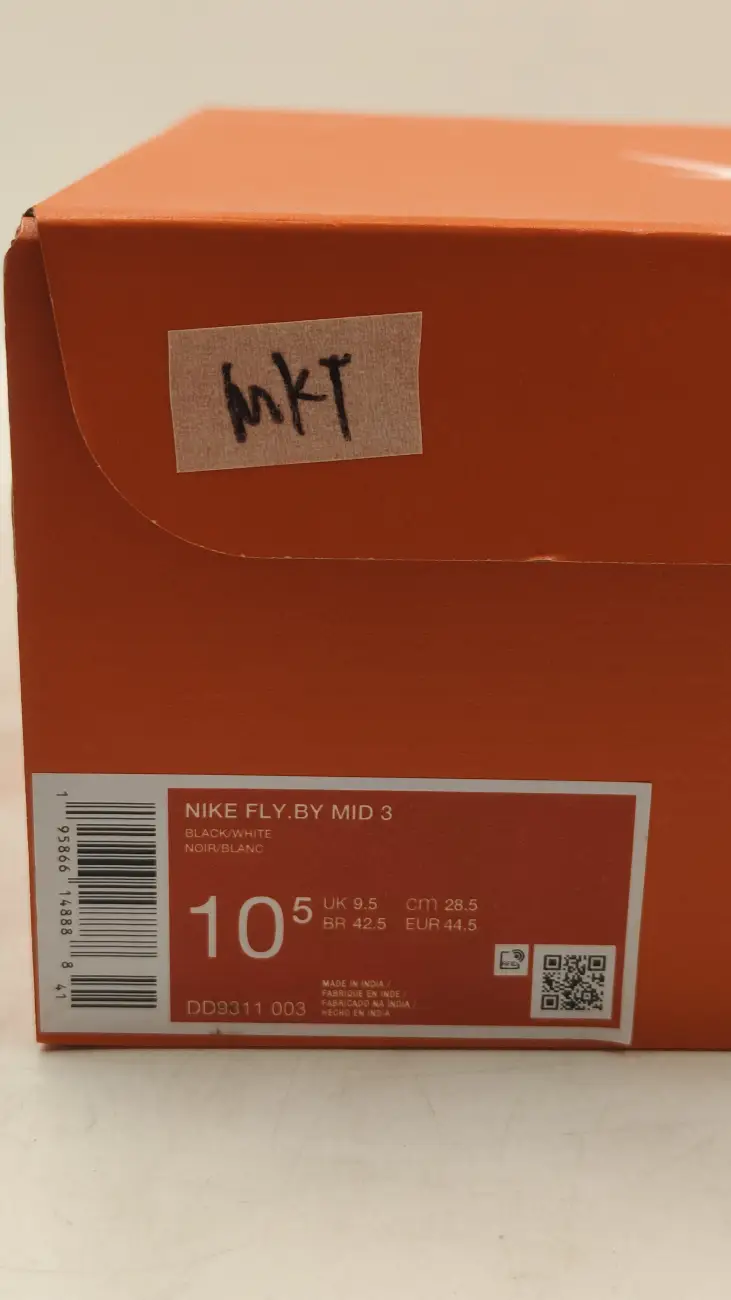 MKT
NIKE FLY.BY MID 3
BLACK/WHITE
NOIR/BLANC
10⁵
UK 9.5 cm 28.5
BR 42.5 EUR 44.5
DD9311 003
MADE IN INDIA /
FABRIQUE EN INDE /
FABRICADO NA INDIA /
HECHO EN INDIA
1 95866 14888 8 41